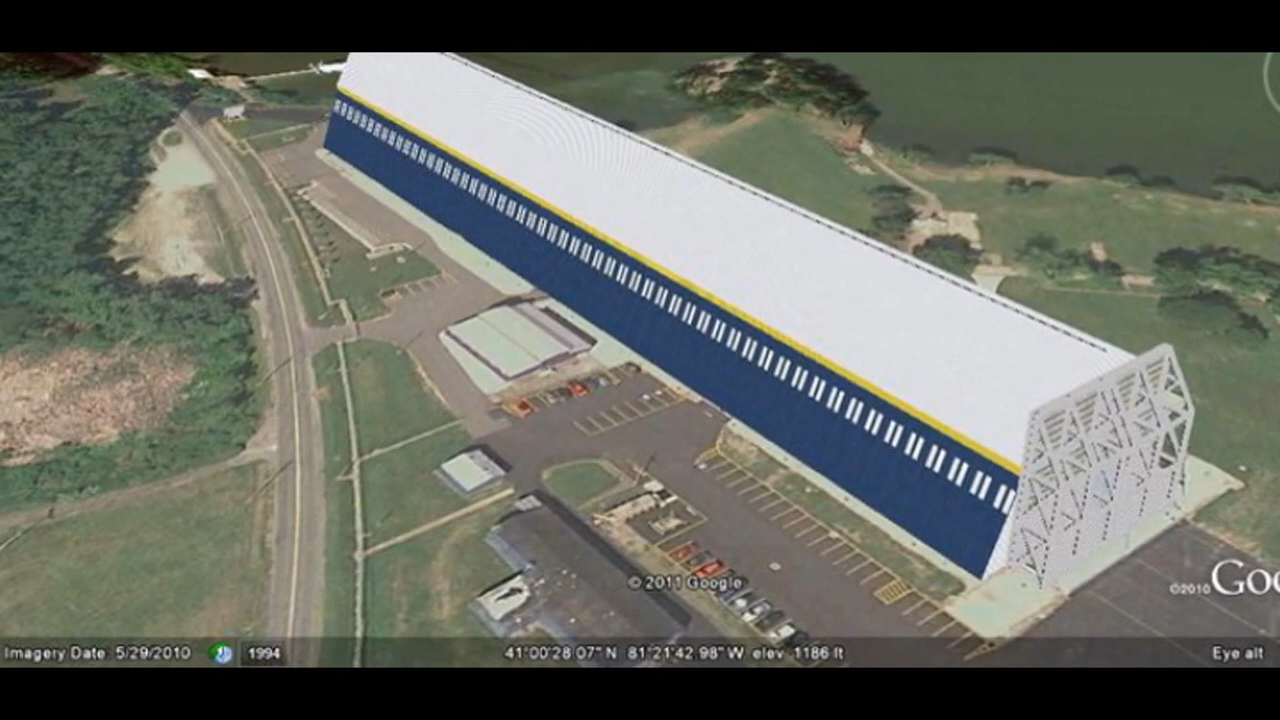 © 2011 Google
©2010 Goo
Imagery Date: 5/29/2010 1994 41°00'28.07" N 81°21'42.98" W elev 1186 ft Eye alt